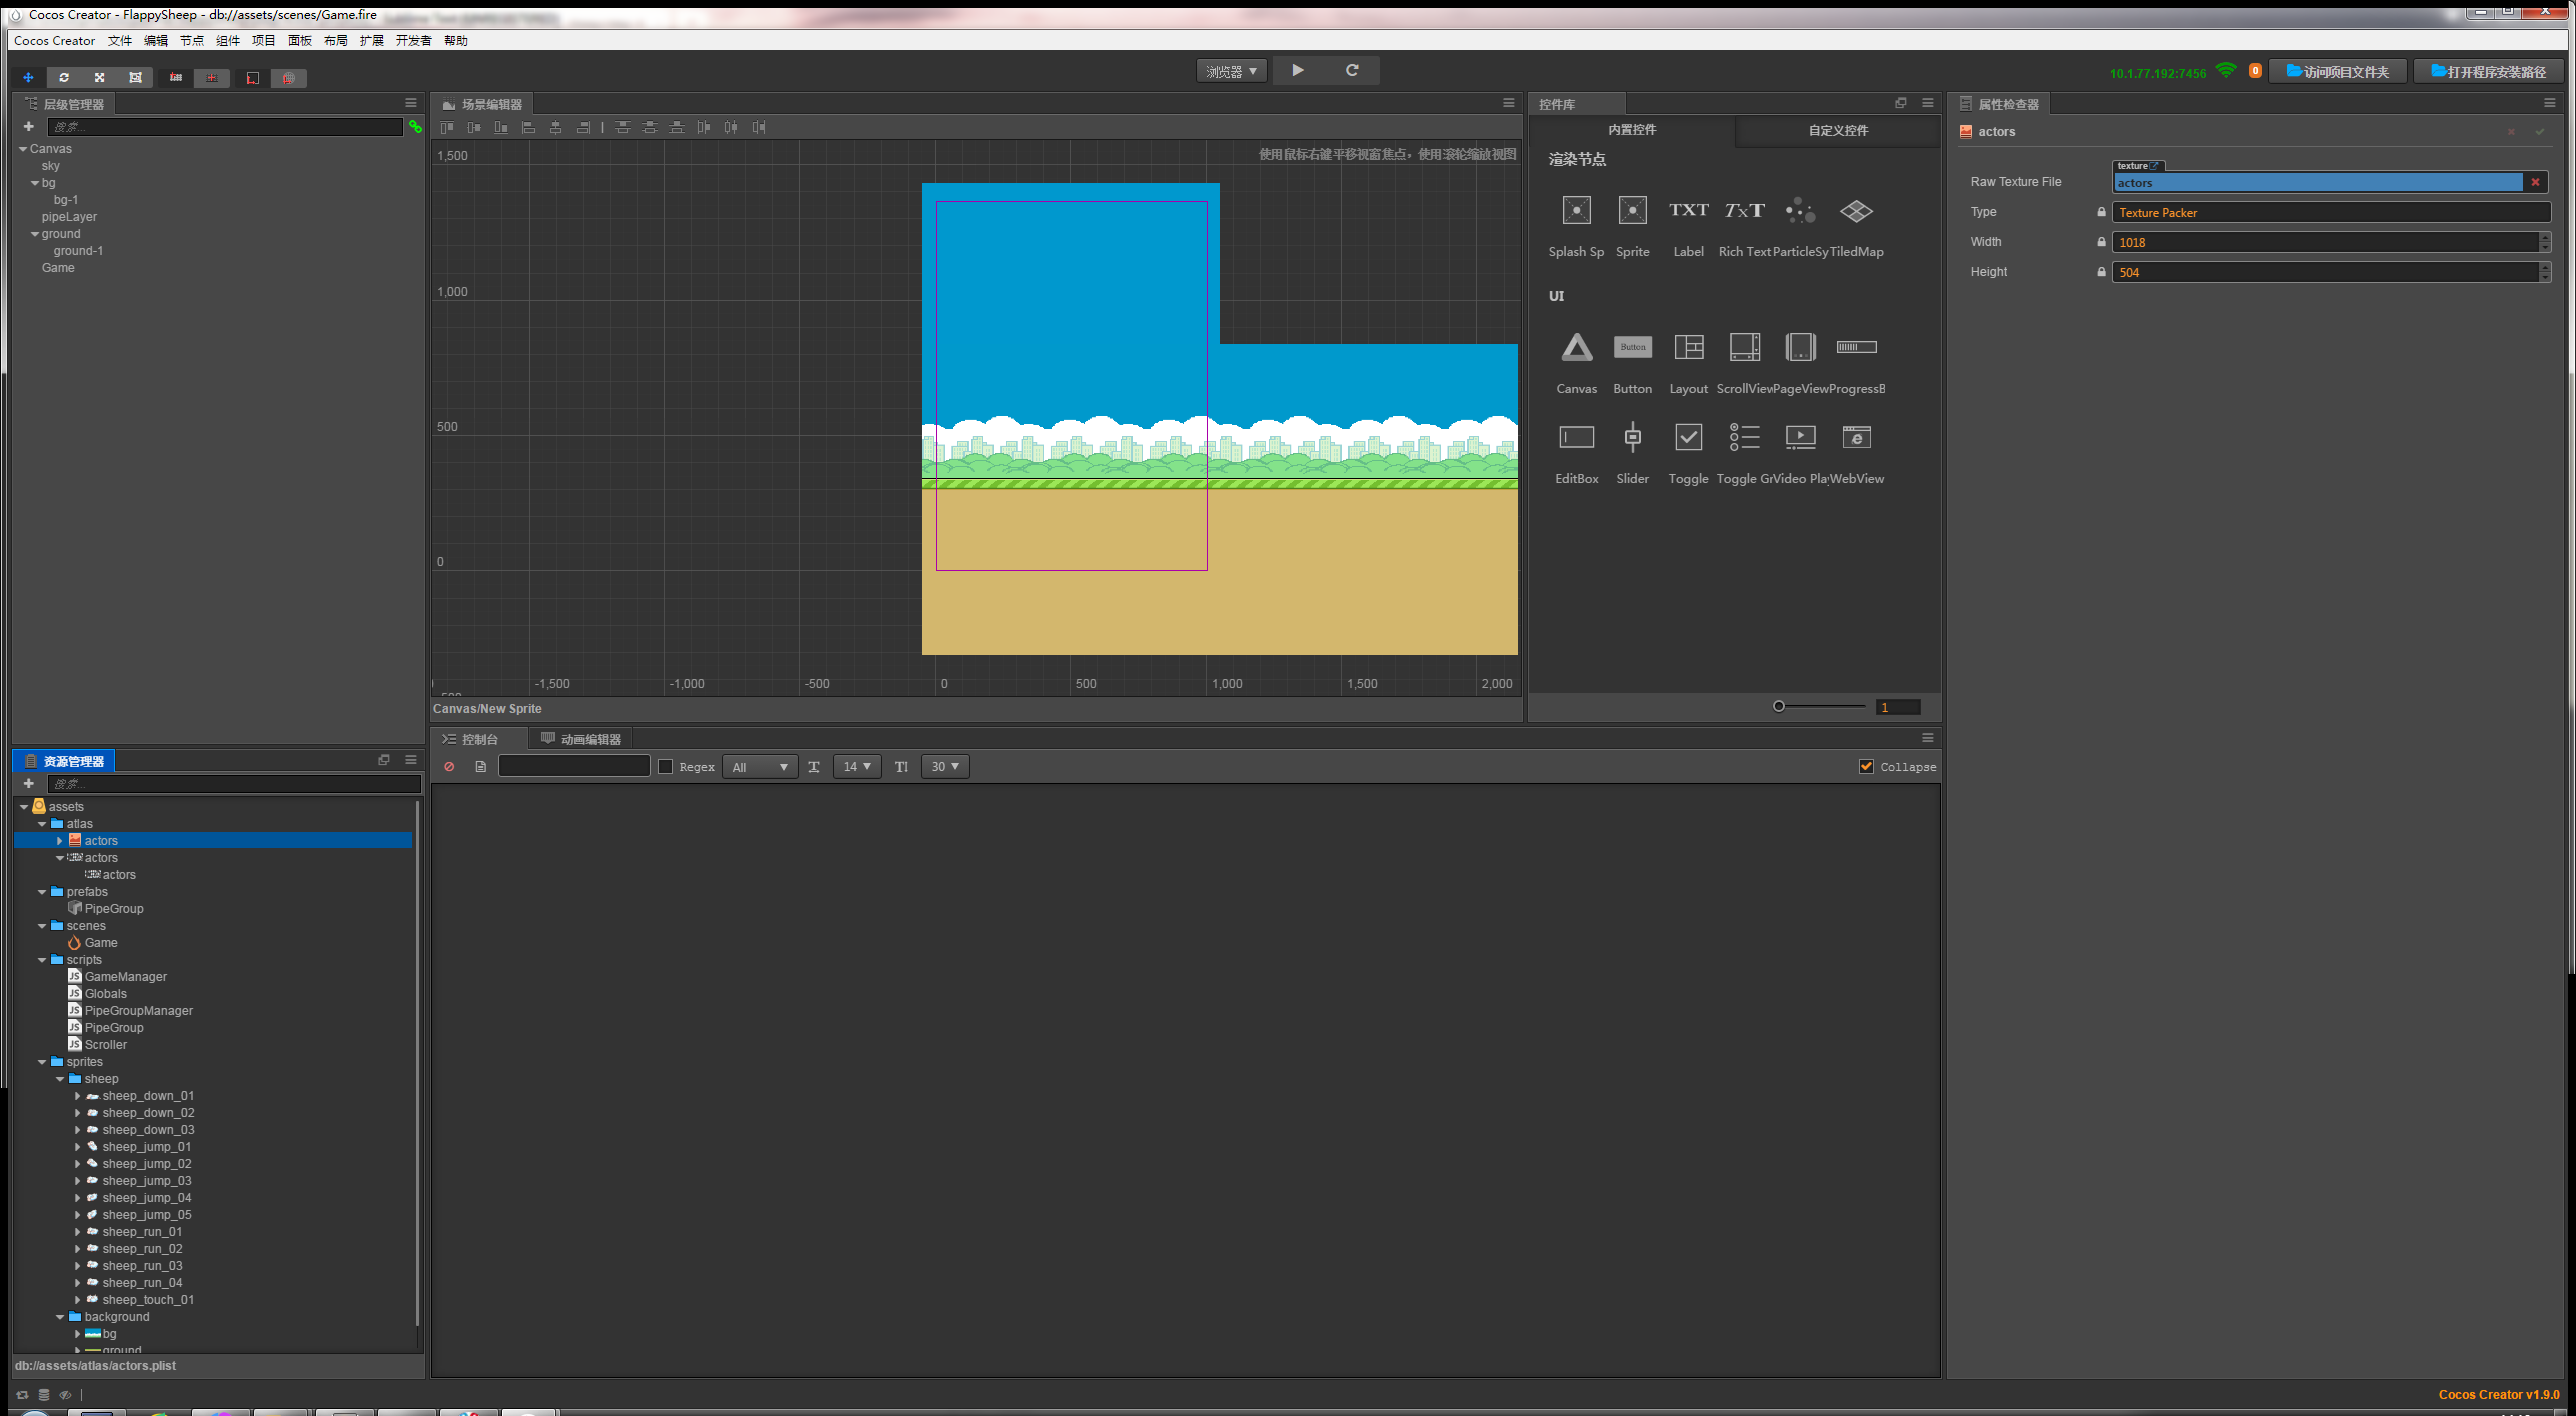 Cocos Creator - FlappySheep - db://assets/scenes/Game.fire
Cocos Creator 文件 编辑 节点 组件 项目 面板 布局 扩展 开发者 帮助
浏览器
10.1.77.192:7456
0
访问项目文件夹
打开程序安装路径
层级管理器
搜索...
Canvas
sky
bg
bg-1
pipeLayer
ground
ground-1
Game
场景编辑器
使用鼠标右键平移视窗焦点，使用滚轮缩放视图
1,500
1,000
500
0
-1,500
-1,000
-500
0
500
1,000
1,500
2,000
Canvas/New Sprite
控件库
内置控件
自定义控件
渲染节点
TXT TxT
Splash Sp Sprite Label Rich Text ParticleSy TiledMap
UI
Button
Canvas Button Layout ScrollView PageView ProgressB
EditBox Slider Toggle Toggle Gr Video Play WebView
1
属性检查器
actors
texture
Raw Texture File actors
Type Texture Packer
Width 1018
Height 504
资源管理器
搜索...
assets
atlas
actors
actors
actors
prefabs
PipeGroup
scenes
Game
scripts
JS GameManager
JS Globals
JS PipeGroupManager
JS PipeGroup
JS Scroller
sprites
sheep
sheep_down_01
sheep_down_02
sheep_down_03
sheep_jump_01
sheep_jump_02
sheep_jump_03
sheep_jump_04
sheep_jump_05
sheep_run_01
sheep_run_02
sheep_run_03
sheep_run_04
sheep_touch_01
background
bg
ground
db://assets/atlas/actors.plist
控制台
动画编辑器
Regex All 14 30 Collapse
Cocos Creator v1.9.0